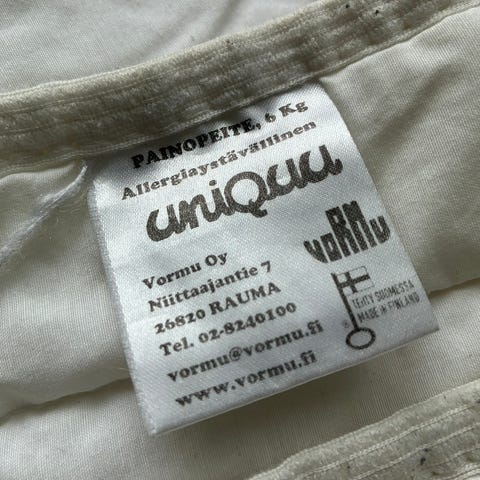 PAINOPEITE, 6 Kg
Allergiaystävällinen
uniQuu
VORMU
Vormu Oy
Niittaajantie 7
26820 RAUMA
Tel. 02-8240100
vormu@vormu.fi
www.vormu.fi
TEHTY SUOMESSA
MADE IN FINLAND
®